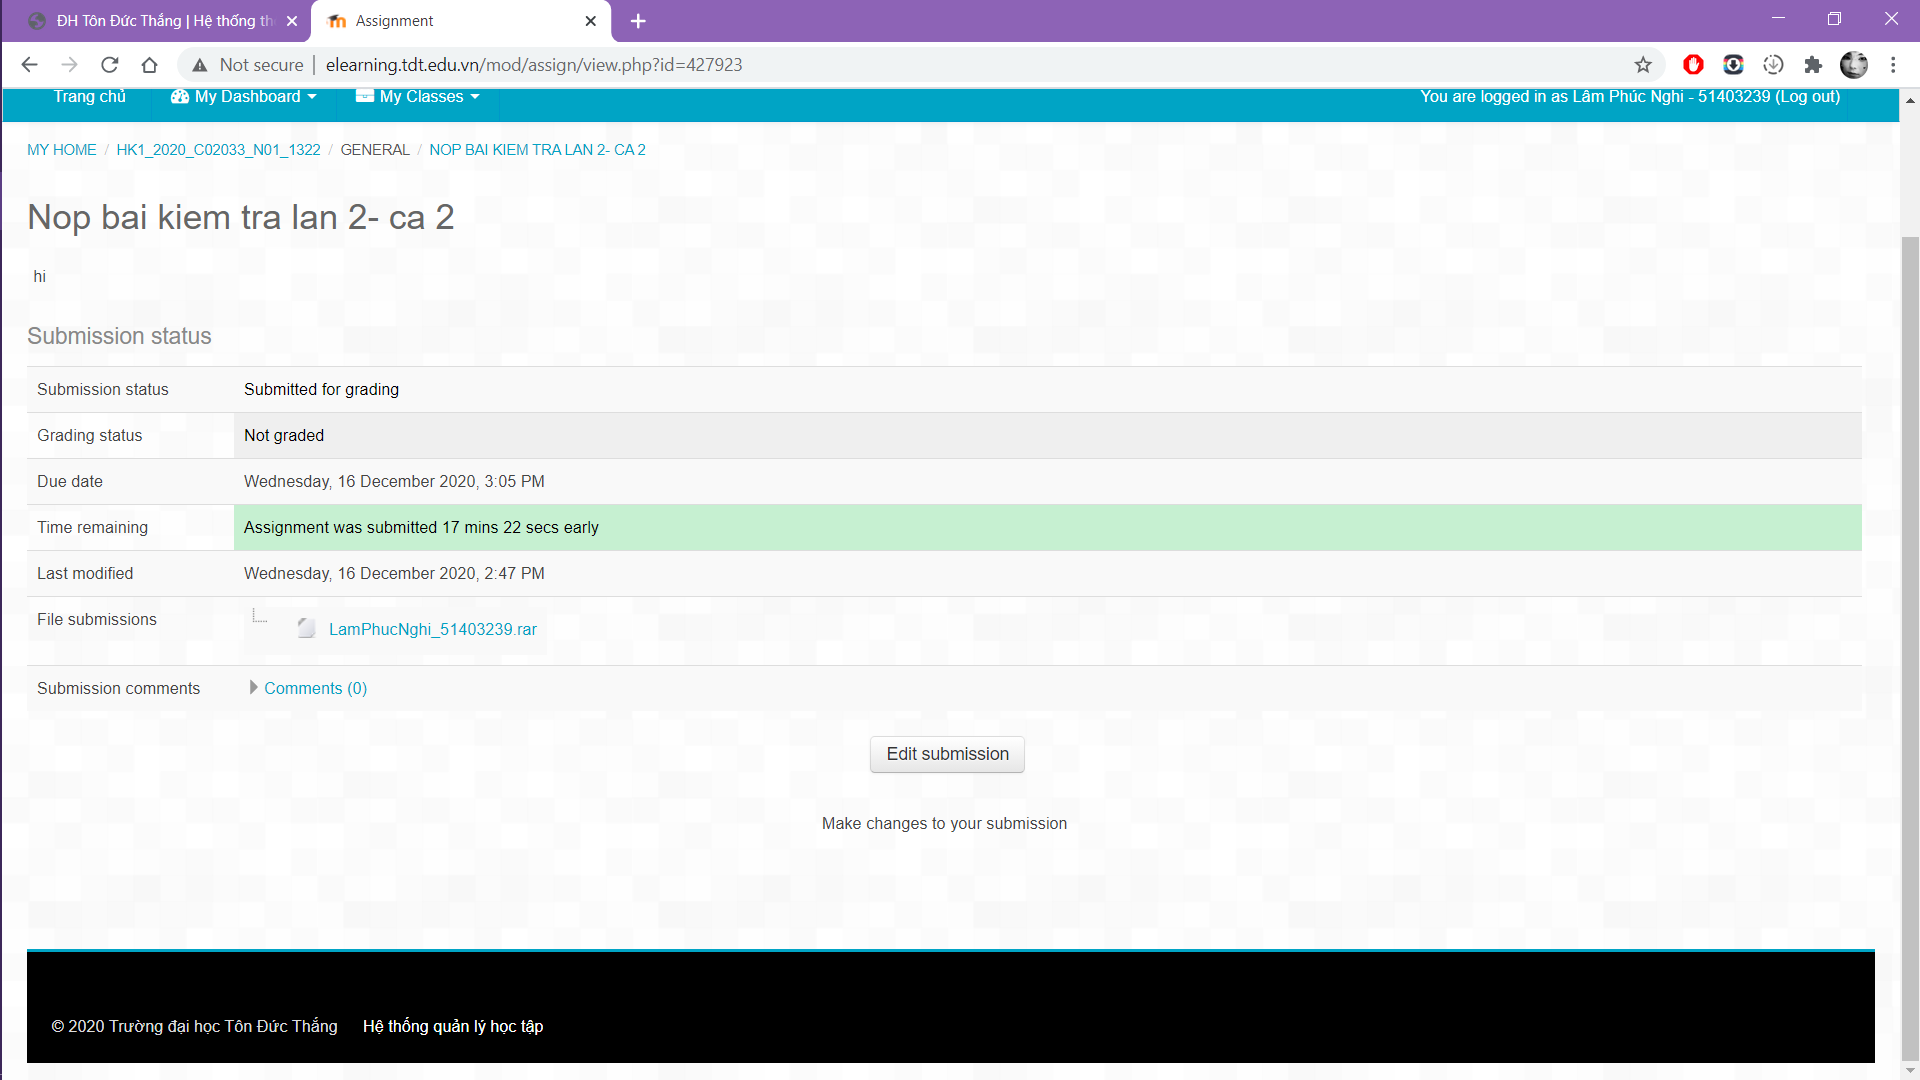 ĐH Tôn Đức Thắng | Hệ thống
Assignment
Not secure
elearning.tdt.edu.vn/mod/assign/view.php?id=427923
Trang chủ
My Dashboard
My Classes
You are logged in as Lâm Phúc Nghi - 51403239 (Log out)
MY HOME / HK1_2020_C02033_N01_1322 / GENERAL / NOP BAI KIEM TRA LAN 2- CA 2
Nop bai kiem tra lan 2- ca 2
hi
Submission status
Submission status Submitted for grading
Grading status Not graded
Due date Wednesday, 16 December 2020, 3:05 PM
Time remaining Assignment was submitted 17 mins 22 secs early
Last modified Wednesday, 16 December 2020, 2:47 PM
File submissions LamPhucNghi_51403239.rar
Submission comments Comments (0)
Edit submission
Make changes to your submission
© 2020 Trường đại học Tôn Đức Thắng Hệ thống quản lý học tập